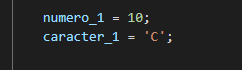 numero_1 = 10;
caracter_1 = 'C';